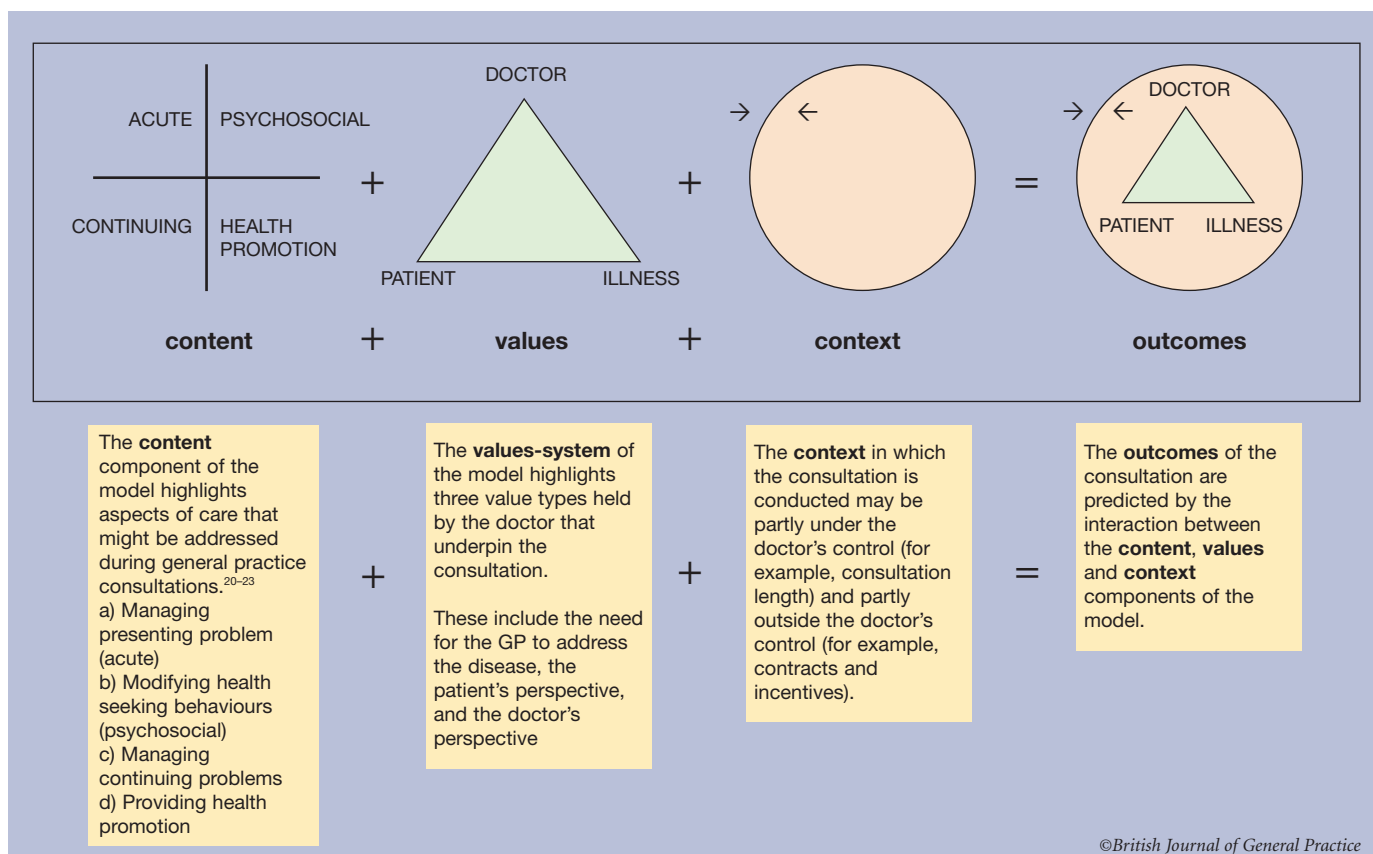 DOCTOR
ACUTE
PSYCHOSOCIAL
CONTINUING
HEALTH
PROMOTION
+
PATIENT
ILLNESS
+
→ ←
=
→ ←
DOCTOR
PATIENT
ILLNESS
content + values + context outcomes
The content
component of the
model highlights
aspects of care that
might be addressed
during general practice
consultations.20–23
a) Managing
presenting problem
(acute)
b) Modifying health
seeking behaviours
(psychosocial)
c) Managing
continuing problems
d) Providing health
promotion
+
The values-system of
the model highlights
three value types held
by the doctor that
underpin the
consultation.
These include the need
for the GP to address
the disease, the
patient's perspective,
and the doctor's
perspective
+
The context in which
the consultation is
conducted may be
partly under the
doctor's control (for
example, consultation
length) and partly
outside the doctor's
control (for example,
contracts and
incentives).
=
The outcomes of the
consultation are
predicted by the
interaction between
the content, values
and context
components of the
model.
©British Journal of General Practice